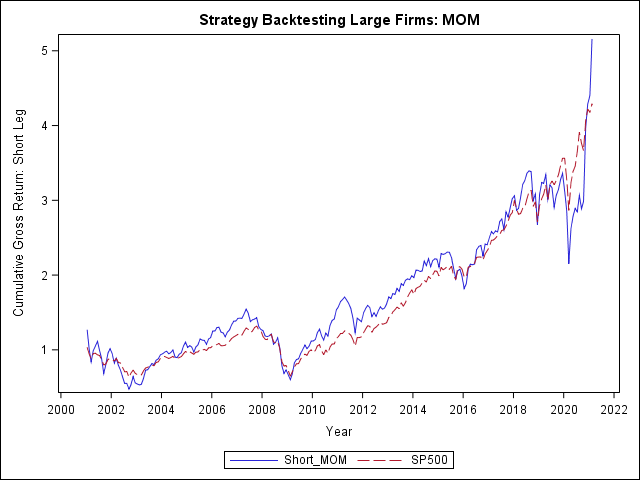 Strategy Backtesting Large Firms: MOM
Cumulative Gross Return: Short Leg
5
4
3
2
1
2000 2002 2004 2006 2008 2010 2012 2014 2016 2018 2020 2022
Year
Short_MOM SP500